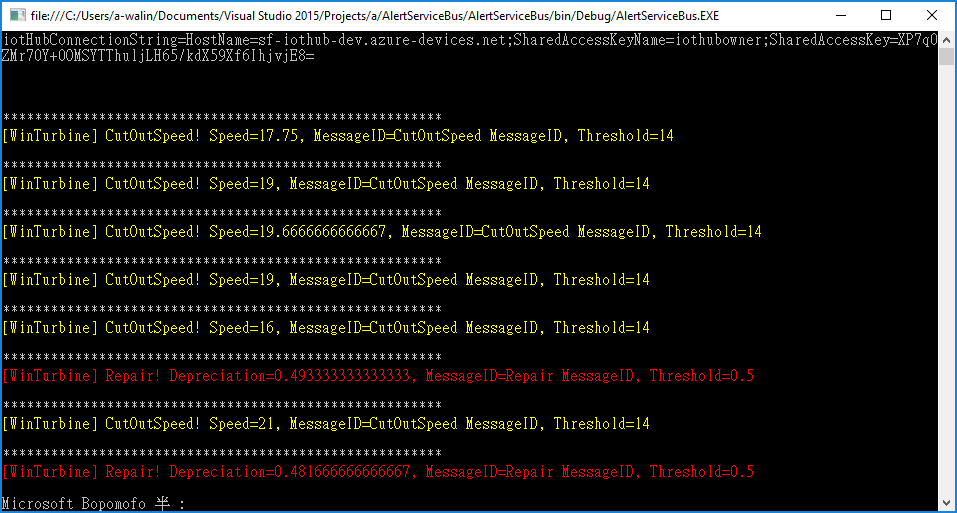 file:///C:/Users/a-walin/Documents/Visual Studio 2015/Projects/a/AlertServiceBus/AlertServiceBus/bin/Debug/AlertServiceBus.EXE
iotHubConnectionString=HostName=sf-iothub-dev.azure-devices.net;SharedAccessKeyName=iothubowner;SharedAccessKey=
*******************************************************
[WinTurbine] CutOutSpeed! Speed=17.75, MessageID=CutOutSpeed MessageID, Threshold=14
*******************************************************
[WinTurbine] CutOutSpeed! Speed=19, MessageID=CutOutSpeed MessageID, Threshold=14
*******************************************************
[WinTurbine] CutOutSpeed! Speed=19.6666666666667, MessageID=CutOutSpeed MessageID, Threshold=14
*******************************************************
[WinTurbine] CutOutSpeed! Speed=19, MessageID=CutOutSpeed MessageID, Threshold=14
*******************************************************
[WinTurbine] CutOutSpeed! Speed=16, MessageID=CutOutSpeed MessageID, Threshold=14
*******************************************************
[WinTurbine] Repair! Depreciation=0.493333333333333, MessageID=Repair MessageID, Threshold=0.5
*******************************************************
[WinTurbine] CutOutSpeed! Speed=21, MessageID=CutOutSpeed MessageID, Threshold=14
*******************************************************
[WinTurbine] Repair! Depreciation=0.481666666666667, MessageID=Repair MessageID, Threshold=0.5
Microsoft Bopomofo 半 :